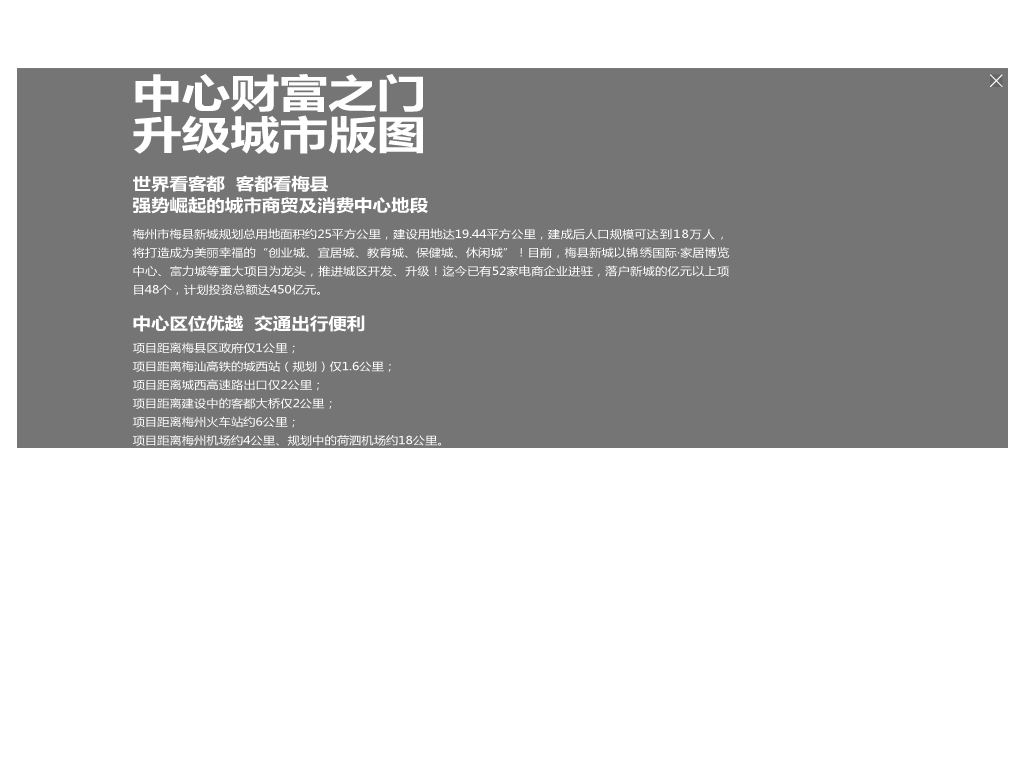 中心财富之门
升级城市版图
世界看客都 客都看梅县
强势崛起的城市商贸及消费中心地段
梅州市梅县新城规划总用地面积约25平方公里，建设用地达19.44平方公里，建成后人口规模可达到18万人，
将打造成为美丽幸福的“创业城、宜居城、教育城、保健城、休闲城”！目前，梅县新城以锦绣国际·家居博览
中心、富力城等重大项目为龙头，推进城区开发、升级！迄今已有52家电商企业进驻，落户新城的亿元以上项
目48个，计划投资总额达450亿元。
中心区位优越 交通出行便利
项目距离梅县区政府仅1公里；
项目距离梅汕高铁的城西站（规划）仅1.6公里；
项目距离城西高速路出口仅2公里；
项目距离建设中的客都大桥仅2公里；
项目距离梅州火车站约6公里；
项目距离梅州机场约4公里、规划中的荷泗机场约18公里。